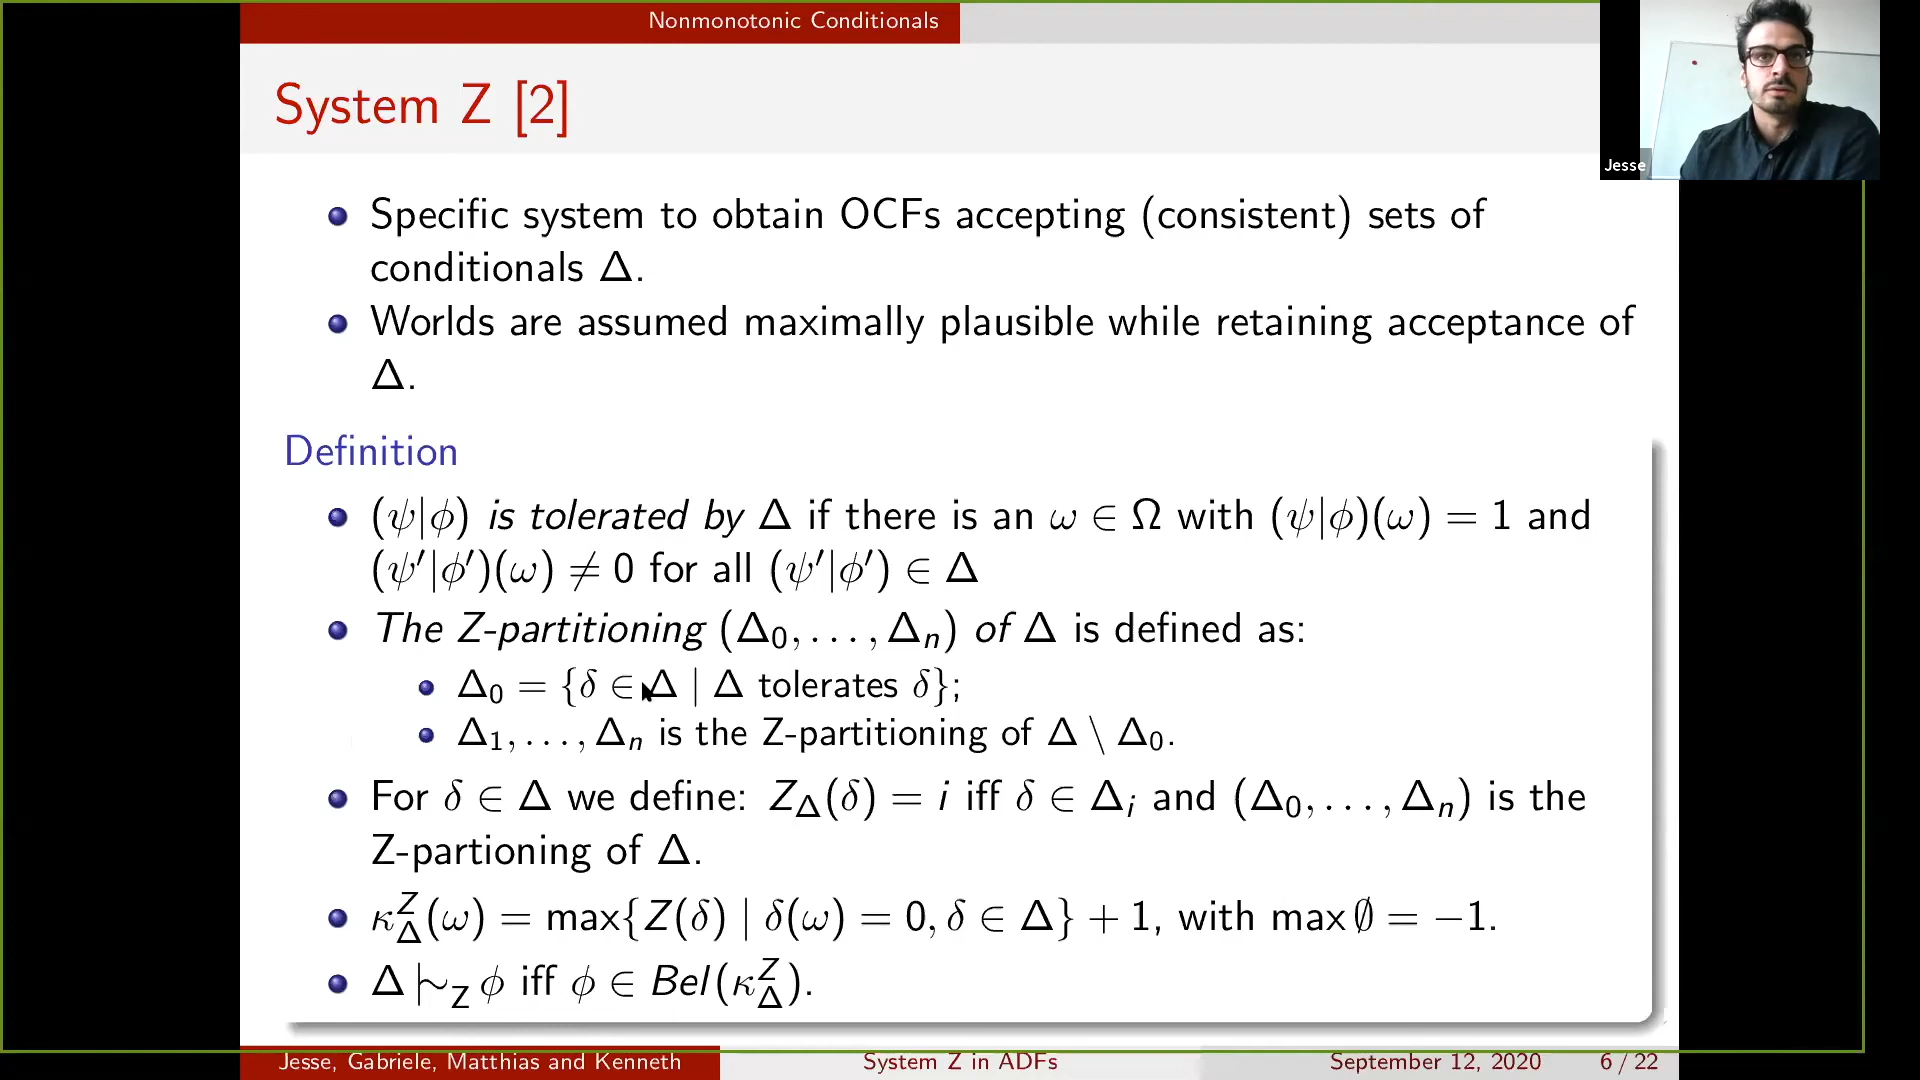 Nonmonotonic Conditionals
System Z [2]
Jesse
Specific system to obtain OCFs accepting (consistent) sets of
conditionals Δ.
Worlds are assumed maximally plausible while retaining acceptance of
Δ.
Definition
(ψ|ϕ) is tolerated by Δ if there is an ω ∈ Ω with (ψ|ϕ)(ω) = 1 and
(ψ′|ϕ′)(ω) ≠ 0 for all (ψ′|ϕ′) ∈ Δ
The Z-partitioning (Δ₀, . . . , Δₙ) of Δ is defined as:
Δ₀ = {δ ∈ Δ | Δ tolerates δ};
Δ₁, . . . , Δₙ is the Z-partitioning of Δ \ Δ₀.
For δ ∈ Δ we define: Z_Δ(δ) = i iff δ ∈ Δᵢ and (Δ₀, . . . , Δₙ) is the
Z-partioning of Δ.
κ^Z_Δ(ω) = max{Z(δ) | δ(ω) = 0, δ ∈ Δ} + 1, with max ∅ = −1.
Δ |∼_Z ϕ iff ϕ ∈ Bel(κ^Z_Δ).
Jesse, Gabriele, Matthias and Kenneth
System Z in ADFs
September 12, 2020
6 / 22